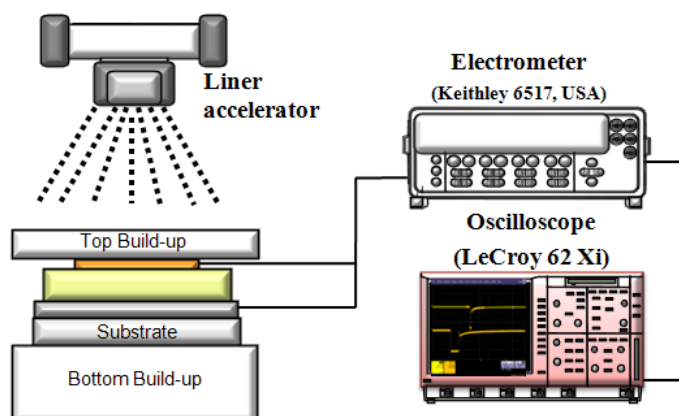 Liner
accelerator
Electrometer
(Keithley 6517, USA)
Oscilloscope
(LeCroy 62 Xi)
Top Build-up
Substrate
Bottom Build-up